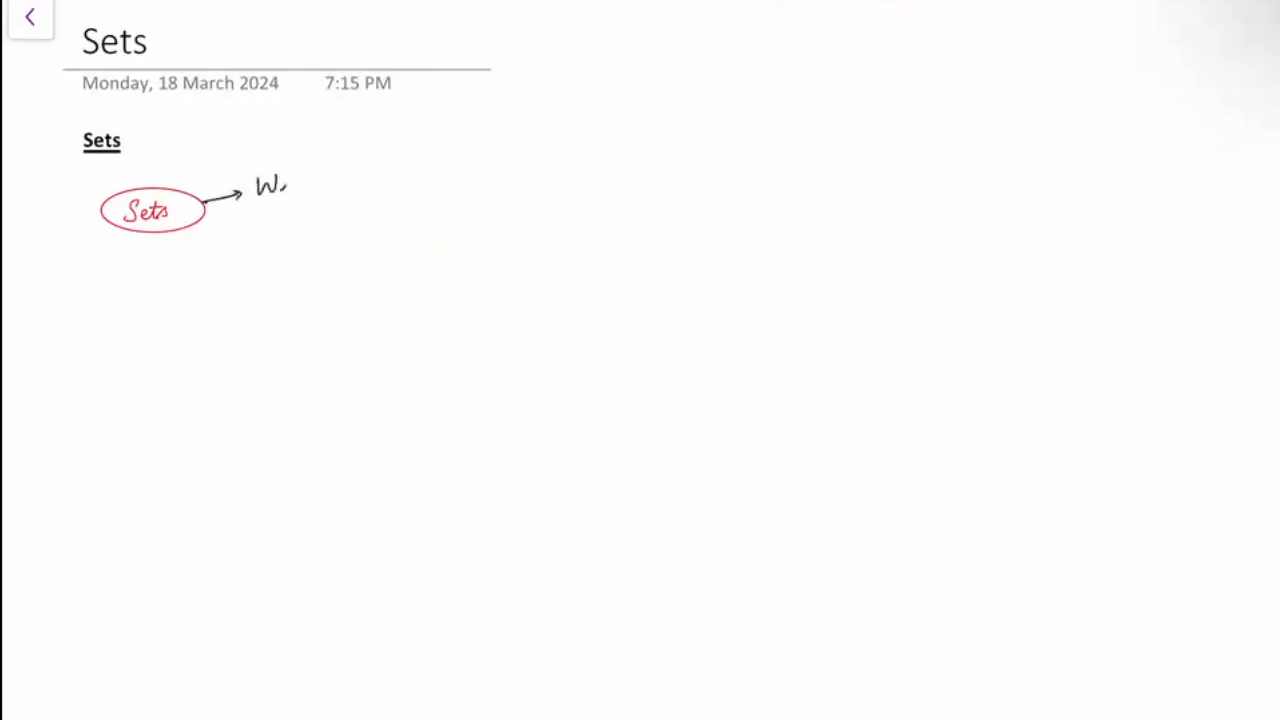 Sets
Monday, 18 March 2024 7:15 PM
Sets
Sets → W